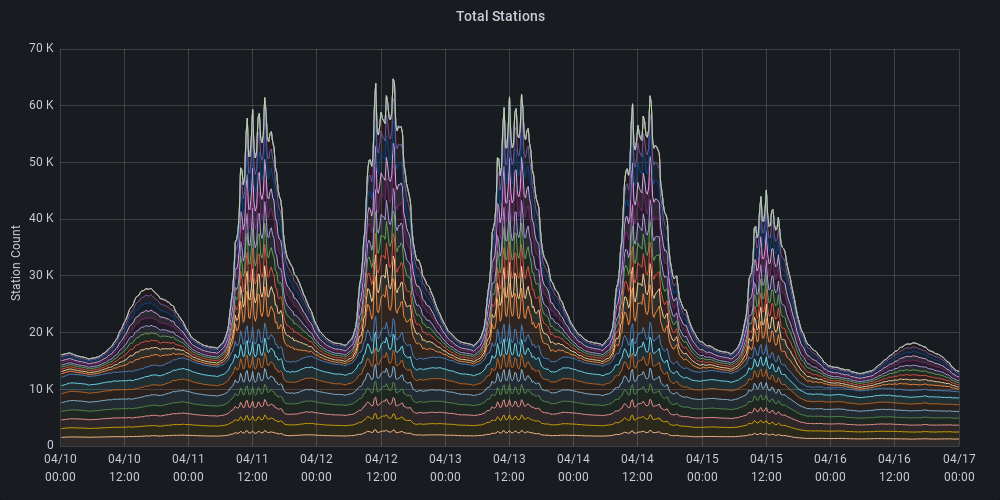 Total Stations
70 K
60 K
50 K
40 K
30 K
20 K
10 K
0
Station Count
04/10 04/10 04/11 04/11 04/12 04/12 04/13 04/13 04/14 04/14 04/15 04/15 04/16 04/16 04/17
00:00 12:00 00:00 12:00 00:00 12:00 00:00 12:00 00:00 12:00 00:00 12:00 00:00 12:00 00:00